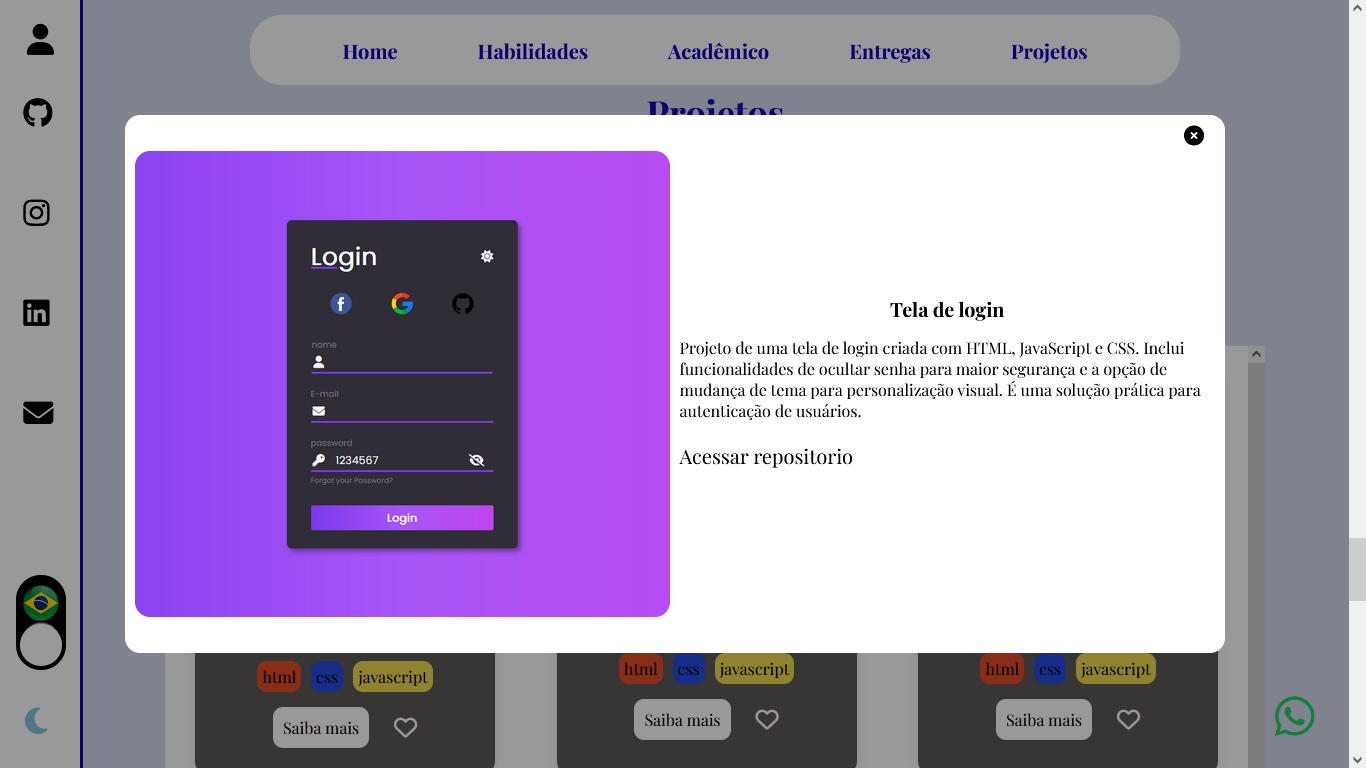 Home
Habilidades
Acadêmico
Entregas
Projetos
Projetos
Login
name
E-mail
password
1234567
Forgot your Password?
Login
Tela de login
Projeto de uma tela de login criada com HTML, JavaScript e CSS. Inclui
funcionalidades de ocultar senha para maior segurança e a opção de
mudança de tema para personalização visual. É uma solução prática para
autenticação de usuários.
Acessar repositorio
html css javascript
Saiba mais
html css javascript
Saiba mais
html css javascript
Saiba mais